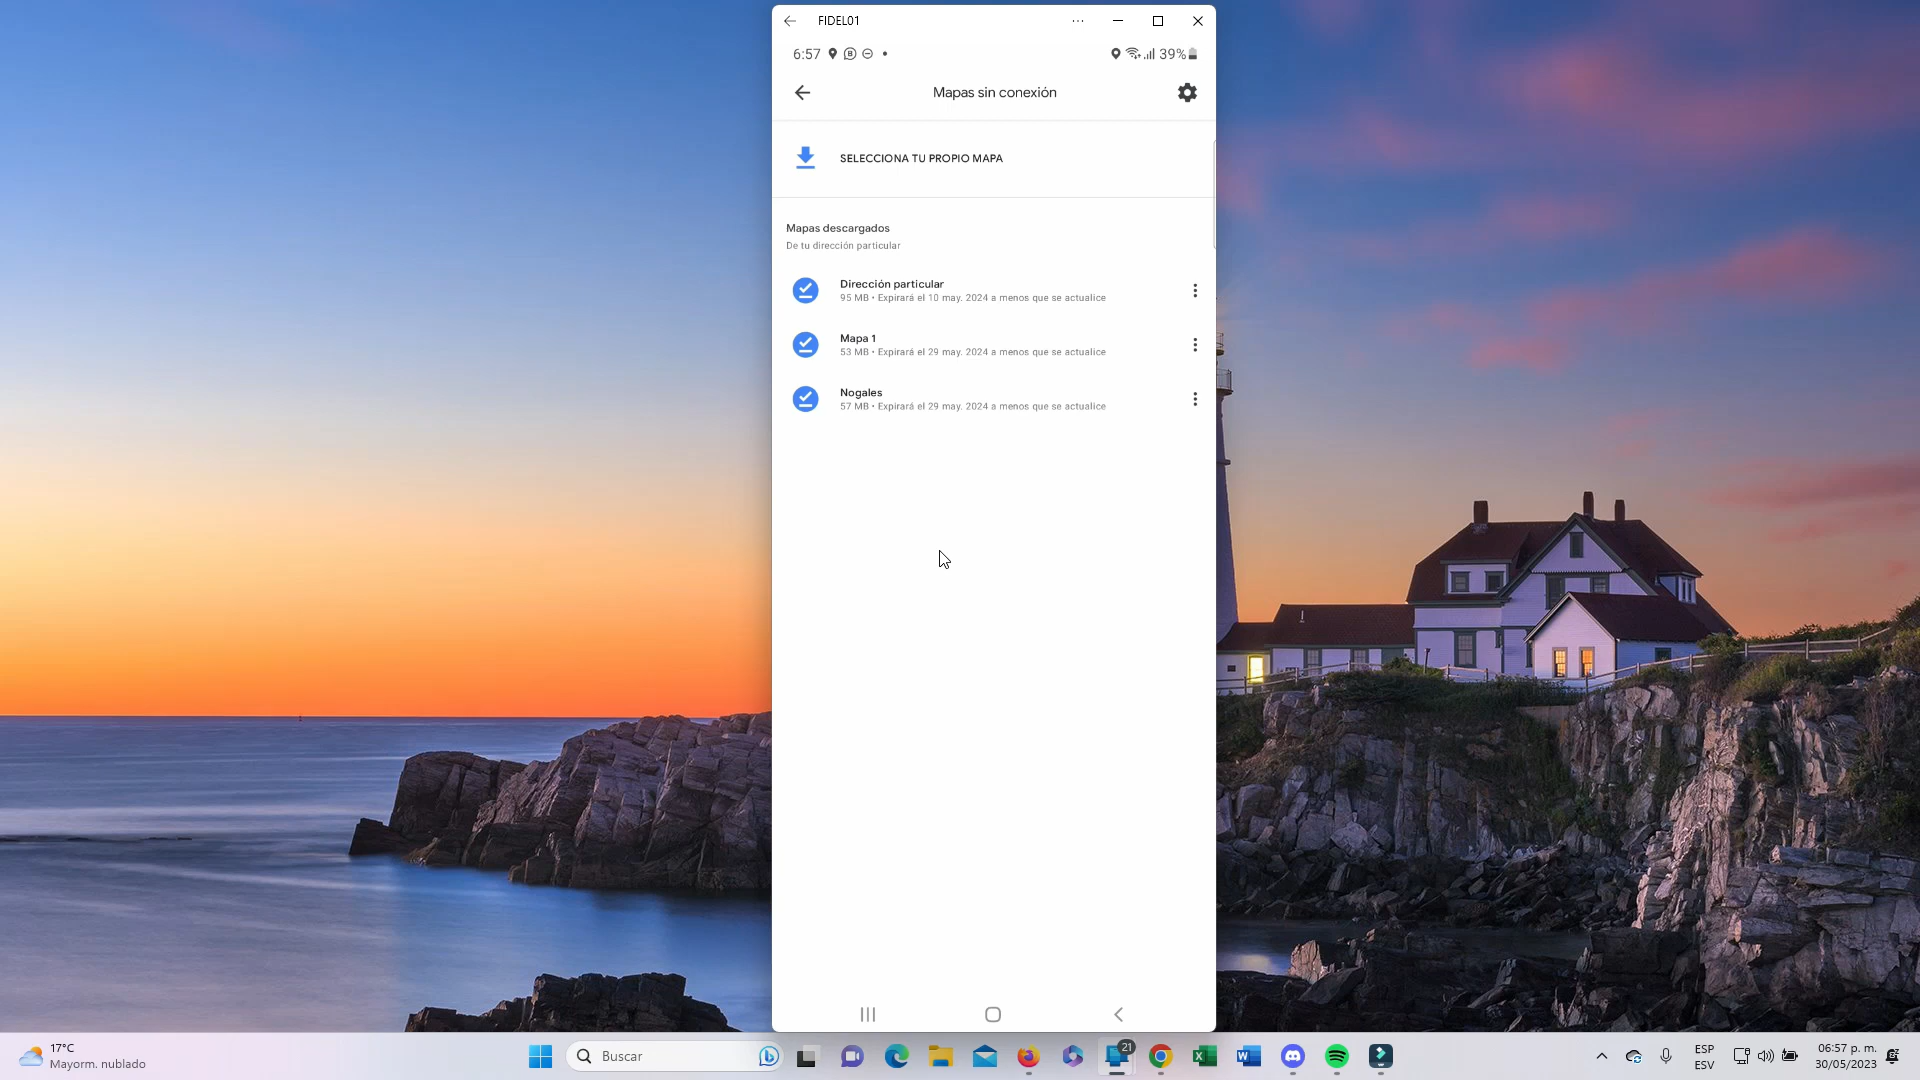 FIDEL01
6:57
39%
Mapas sin conexión
SELECCIONA TU PROPIO MAPA
Mapas descargados
De tu dirección particular
Dirección particular
95 MB • Expirará el 10 may. 2024 a menos que se actualice
Mapa 1
53 MB • Expirará el 29 may. 2024 a menos que se actualice
Nogales
57 MB • Expirará el 29 may. 2024 a menos que se actualice
17°C
Mayorm. nublado
Buscar
21
ESP
ESV
06:57 p. m.
30/05/2023